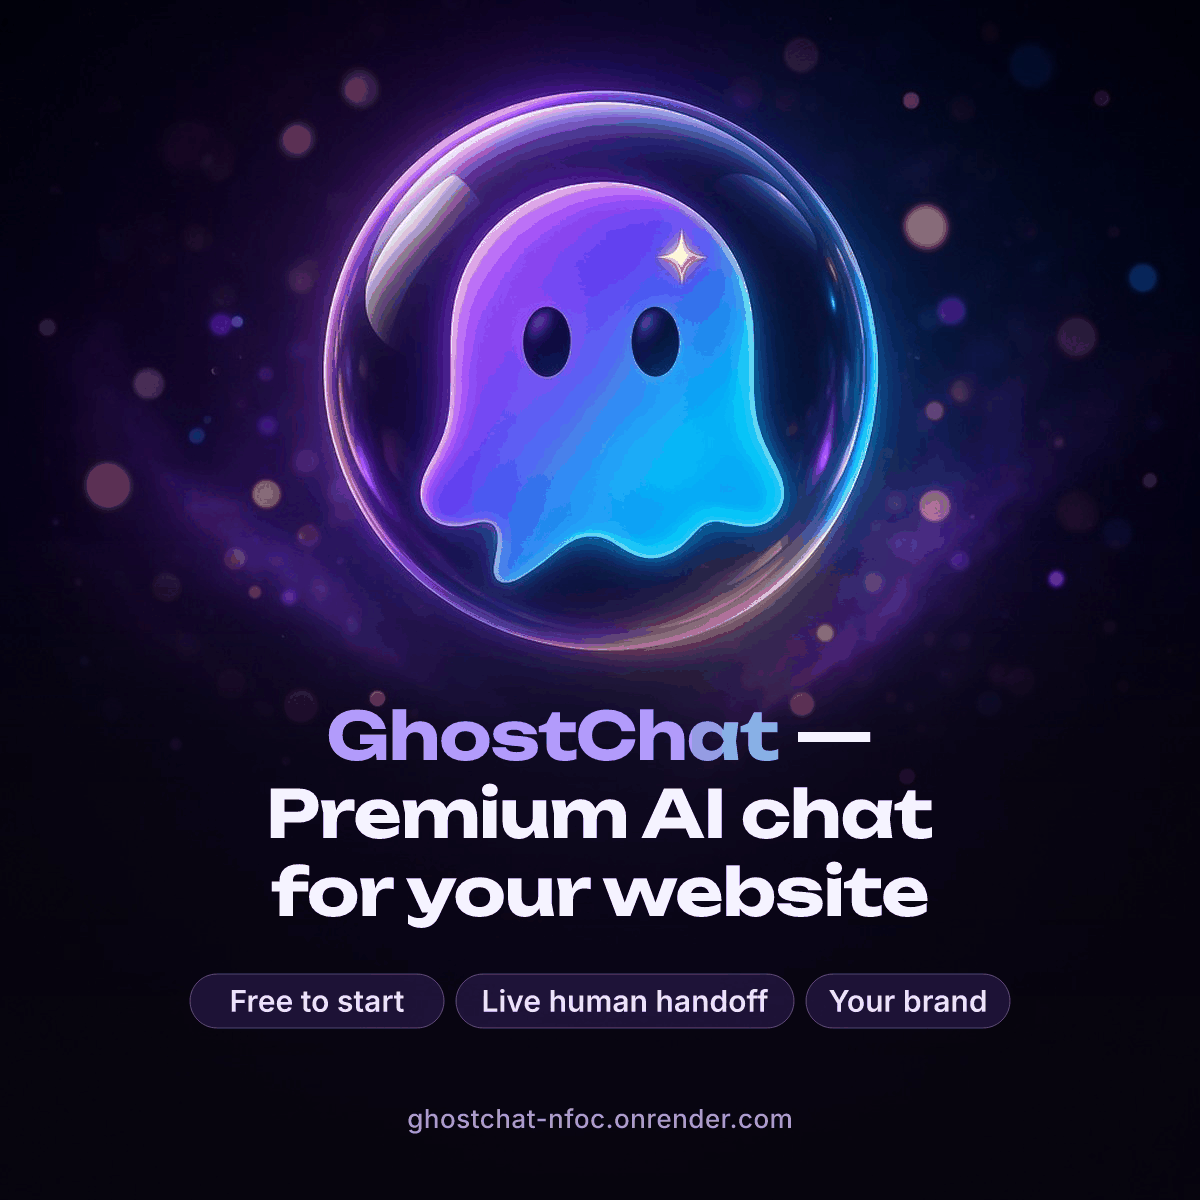 GhostChat —
Premium AI chat
for your website
Free to start
Live human handoff
Your brand
ghostchat-nfoc.onrender.com